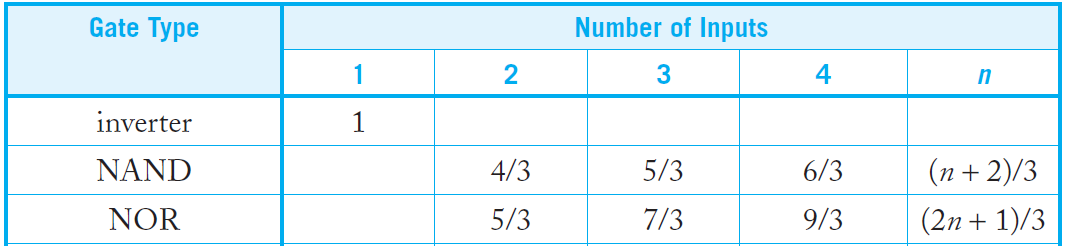 Gate Type Number of Inputs
1 2 3 4 n
inverter 1
NAND 4/3 5/3 6/3 (n + 2)/3
NOR 5/3 7/3 9/3 (2n + 1)/3